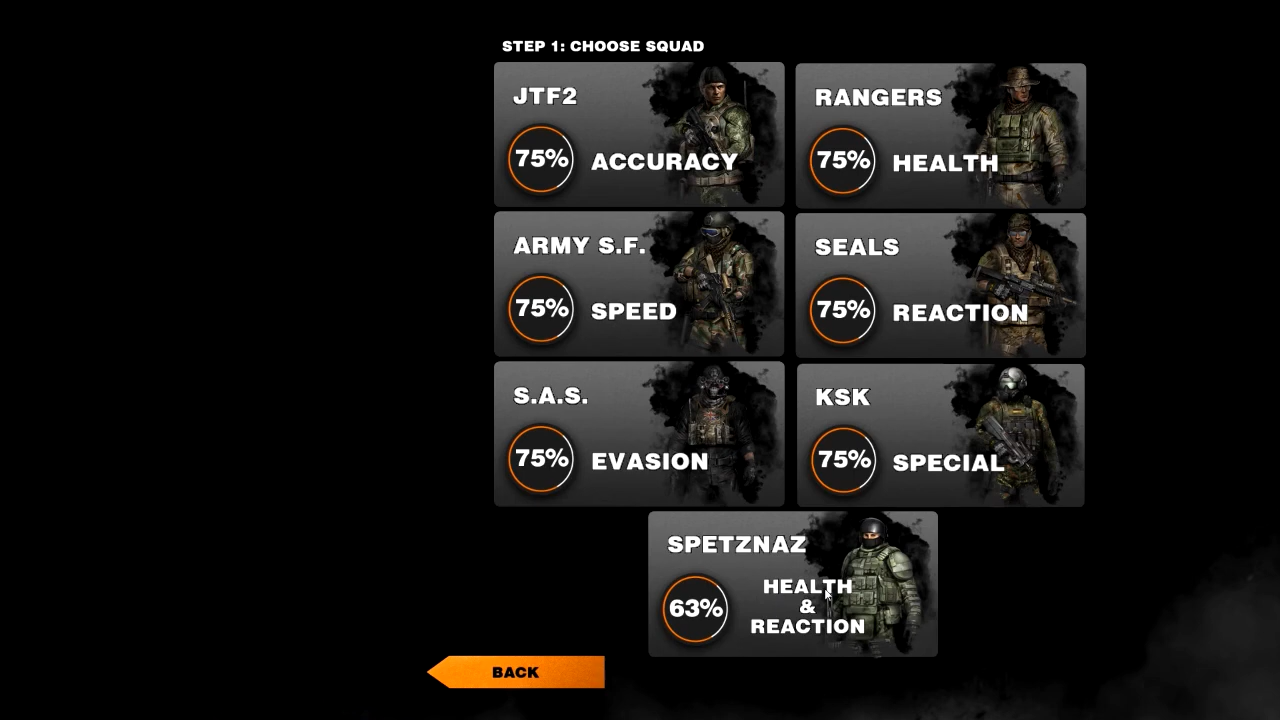 STEP 1: CHOOSE SQUAD
JTF2
75% ACCURACY
RANGERS
75% HEALTH
ARMY S.F.
75% SPEED
SEALS
75% REACTION
S.A.S.
75% EVASION
KSK
75% SPECIAL
SPETZNAZ
63%
HEALTH
&
REACTION
BACK